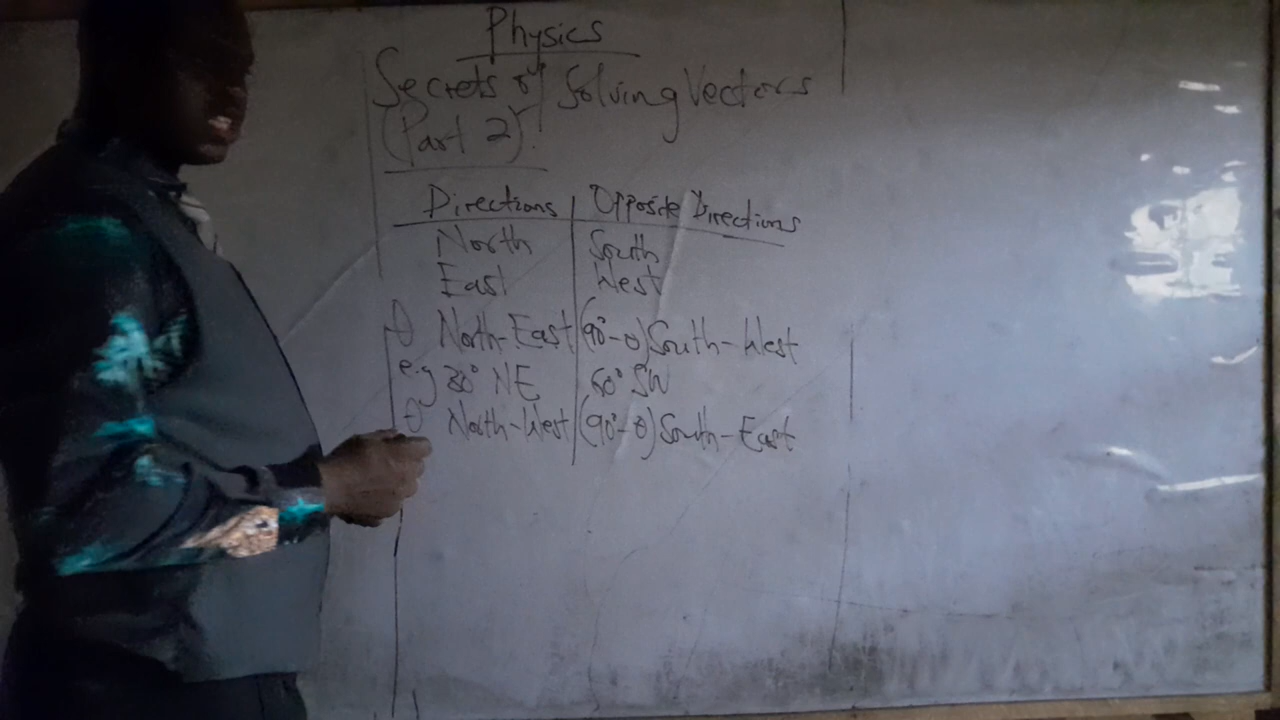 Physics
Secrets of Solving Vectors
(Part 2)!
Directions | Opposite Directions
North | South
East | West
θ North-East | (90°-θ) South-West
e.g 30° NE | 60° SW
θ North-West | (90°-θ) South-East